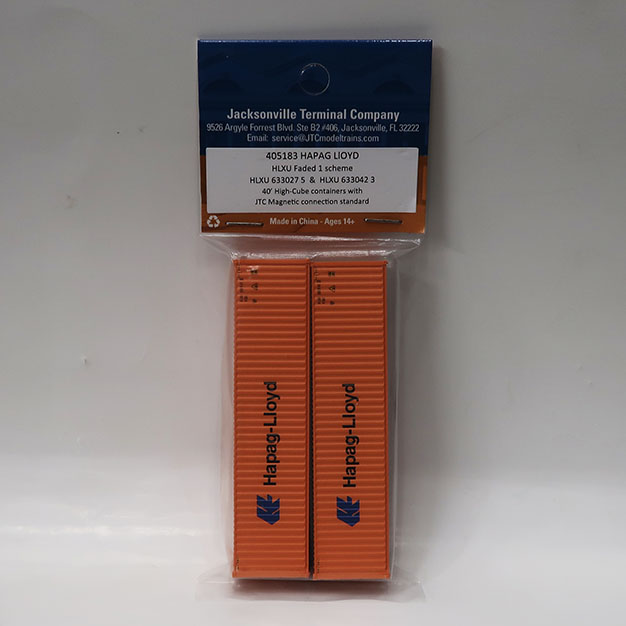 Jacksonville Terminal Company
9526 Argyle Forrest Blvd. Ste B2 #406, Jacksonville, FL 32222
Email: service@JTCmodeltrains.com
405183 HAPAG LLOYD
HLXU Faded 1 scheme
HLXU 633027 5 & HLXU 633042 3
40' High-Cube containers with
JTC Magnetic connection standard
Made in China - Ages 14+
Hapag-Lloyd
Hapag-Lloyd